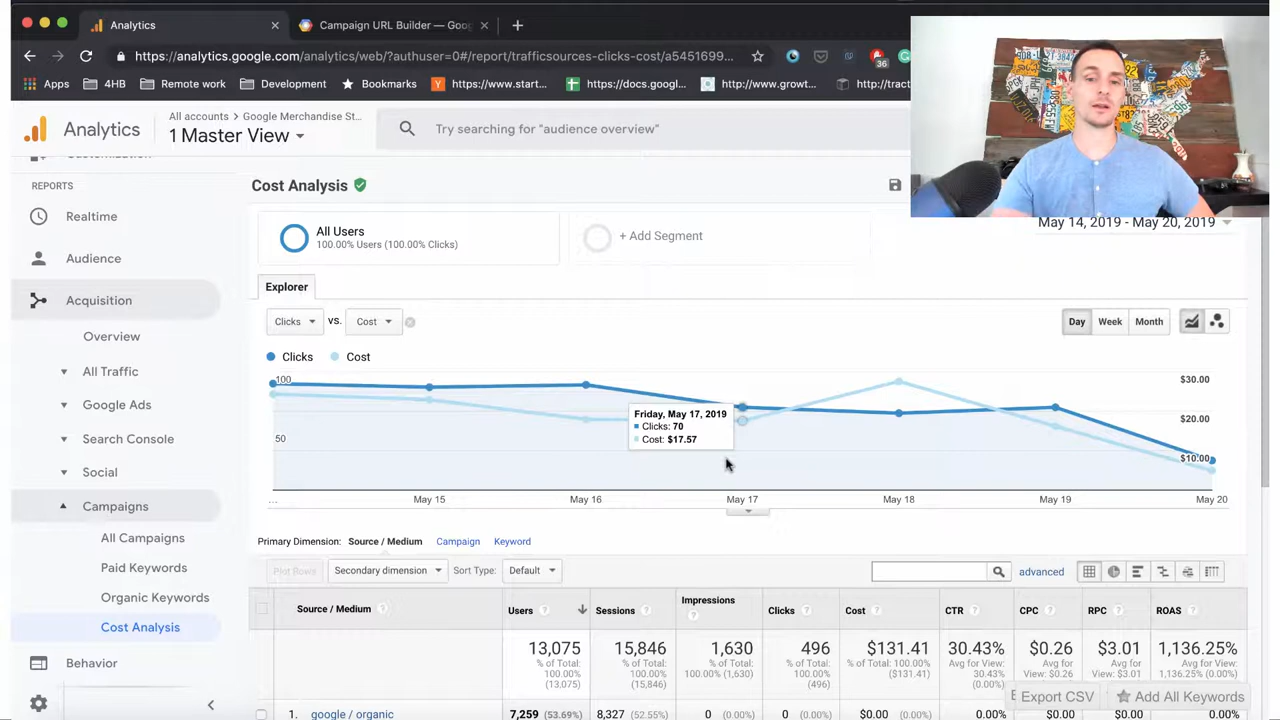 Analytics
Campaign URL Builder — Goog
https://analytics.google.com/analytics/web/?authuser=0#/report/trafficsources-clicks-cost/a5451699...
36
Apps
4HB
Remote work
Development
https://www.start...
https://docs.googl...
http://www.growt...
Analytics
All accounts > Google Merchandise St...
1 Master View
Try searching for "audience overview"
REPORTS
Realtime
Audience
Acquisition
Overview
All Traffic
Google Ads
Search Console
Social
Campaigns
All Campaigns
Paid Keywords
Organic Keywords
Cost Analysis
Behavior
Cost Analysis
May 14, 2019 - May 20, 2019
All Users
100.00% Users (100.00% Clicks)
+ Add Segment
Explorer
Clicks vs. Cost
Day Week Month
Clicks Cost
100
50
$30.00
$20.00
$10.00
Friday, May 17, 2019
Clicks: 70
Cost: $17.57
... May 15 May 16 May 17 May 18 May 19 May 20
Primary Dimension: Source / Medium Campaign Keyword
Plot Rows Secondary dimension Sort Type: Default advanced
Source / Medium Users Sessions Impressions Clicks Cost CTR CPC RPC ROAS
13,075 15,846 1,630 496 $131.41 30.43% $0.26 $3.01 1,136.25%
% of Total: 100.00% (13,075)
% of Total: 100.00% (15,846)
% of Total: 100.00% (1,630)
% of Total: 100.00% (496)
% of Total: 100.00% ($131.41)
Avg for View: 30.43% (0.00%)
Avg for View: $0.26
Avg for View: $3.01
Avg for View: 1,136.25% (0.00%)
Export CSV
Add All Keywords
1. google / organic 7,259 (53.69%) 8,327 (52.55%) 0 (0.00%) 0 (0.00%) $0.00 (0.00%) 0.00% $0.00 $0.00 0.00%